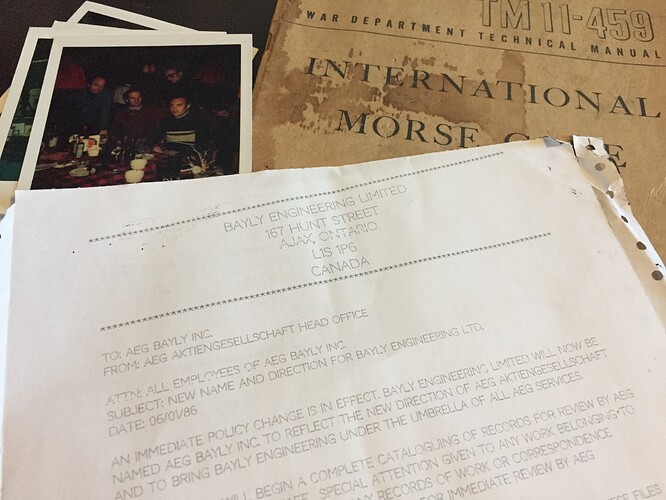 TM 11-459
WAR DEPARTMENT TECHNICAL MANUAL
INTERNATIONAL
MORSE CODE
BAYLY ENGINEERING LIMITED
167 HUNT STREET
AJAX, ONTARIO
L1S 1P6
CANADA
TO: AEG BAYLY INC.
FROM: AEG AKTIENGESELLSCHAFT HEAD OFFICE
ATTN: ALL EMPLOYEES OF AEG BAYLY INC.
SUBJECT: NEW NAME AND DIRECTION FOR BAYLY ENGINEERING LTD.
DATE: 06/01/86
AN IMMEDIATE POLICY CHANGE IS IN EFFECT. BAYLY ENGINEERING LIMITED WILL NOW BE
NAMED AEG BAYLY INC. TO REFLECT THE NEW DIRECTION OF AEG AKTIENGESELLSCHAFT
AND TO BRING BAYLY ENGINEERING UNDER THE UMBRELLA OF ALL AEG SERVICES.
WILL BEGIN A COMPLETE CATALOGUING OF RECORDS FOR REVIEW BY AEG
SPECIAL ATTENTION GIVEN TO ANY WORK BELONGING TO
RECORDS OF WORK OR CORRESPONDENCE
FOR IMMEDIATE REVIEW BY AEG
THESE FILES